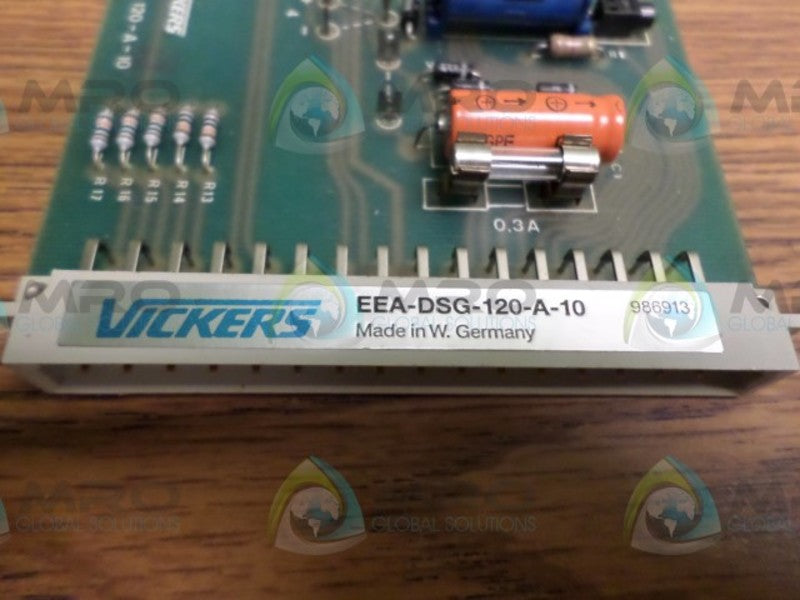 VICKERS
120-A-10
R17
R16
R15
R14
R13
C1
0,3A
VICKERS
EEA-DSG-120-A-10
986913
Made in W. Germany
MRO
GLOBAL SOLUTIONS